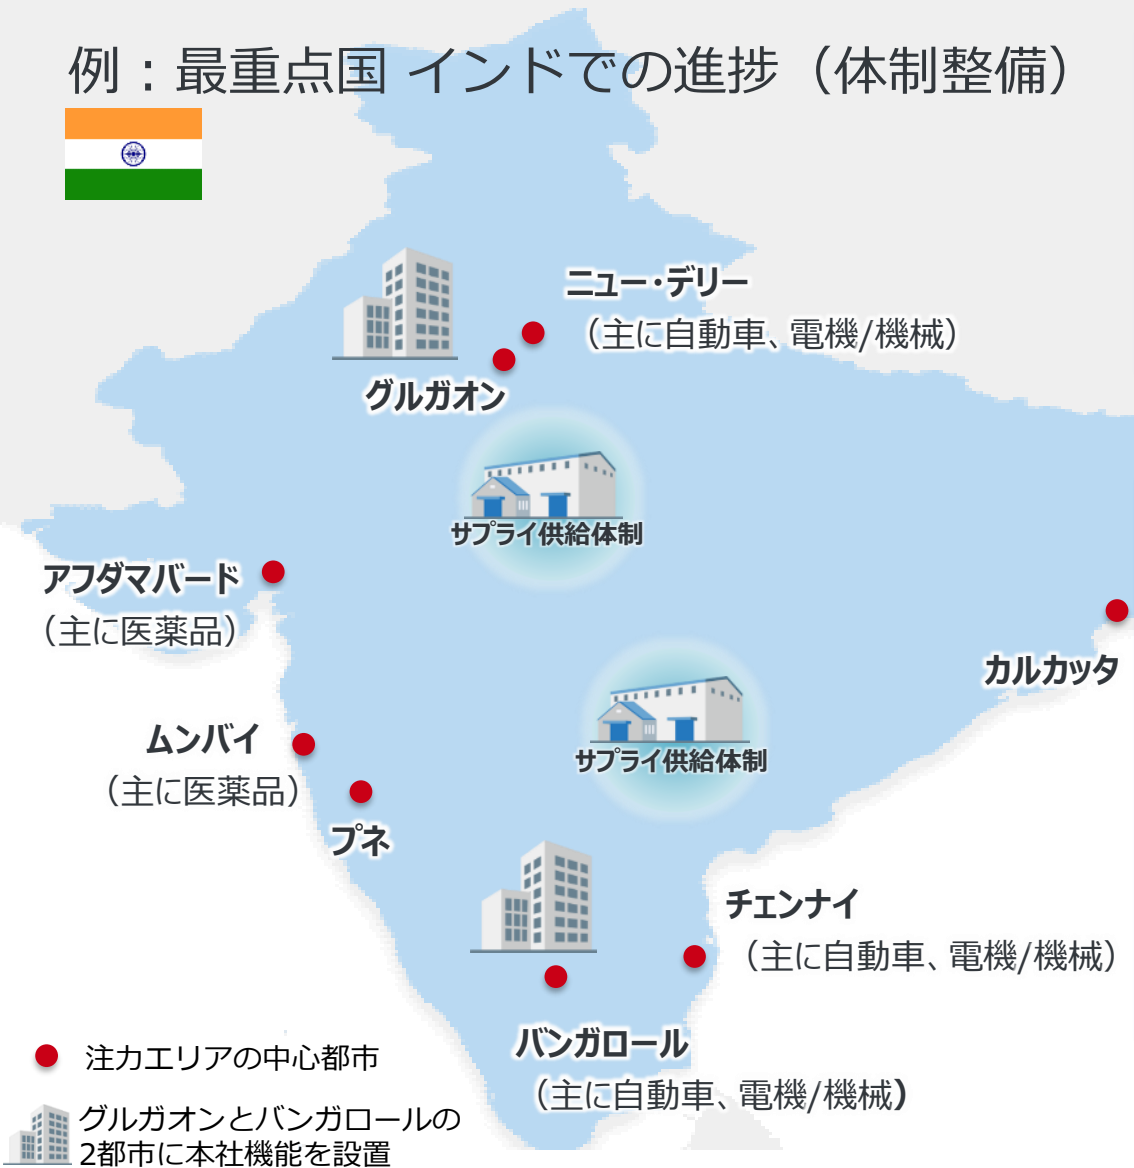 例：最重点国 インドでの進捗（体制整備）
ニュー・デリー
（主に自動車、電機/機械）
グルガオン
サプライ供給体制
アフダマバード
（主に医薬品）
カルカッタ
ムンバイ
（主に医薬品）
サプライ供給体制
プネ
チェンナイ
（主に自動車、電機/機械）
バンガロール
（主に自動車、電機/機械）
注力エリアの中心都市
グルガオンとバンガロールの
2都市に本社機能を設置